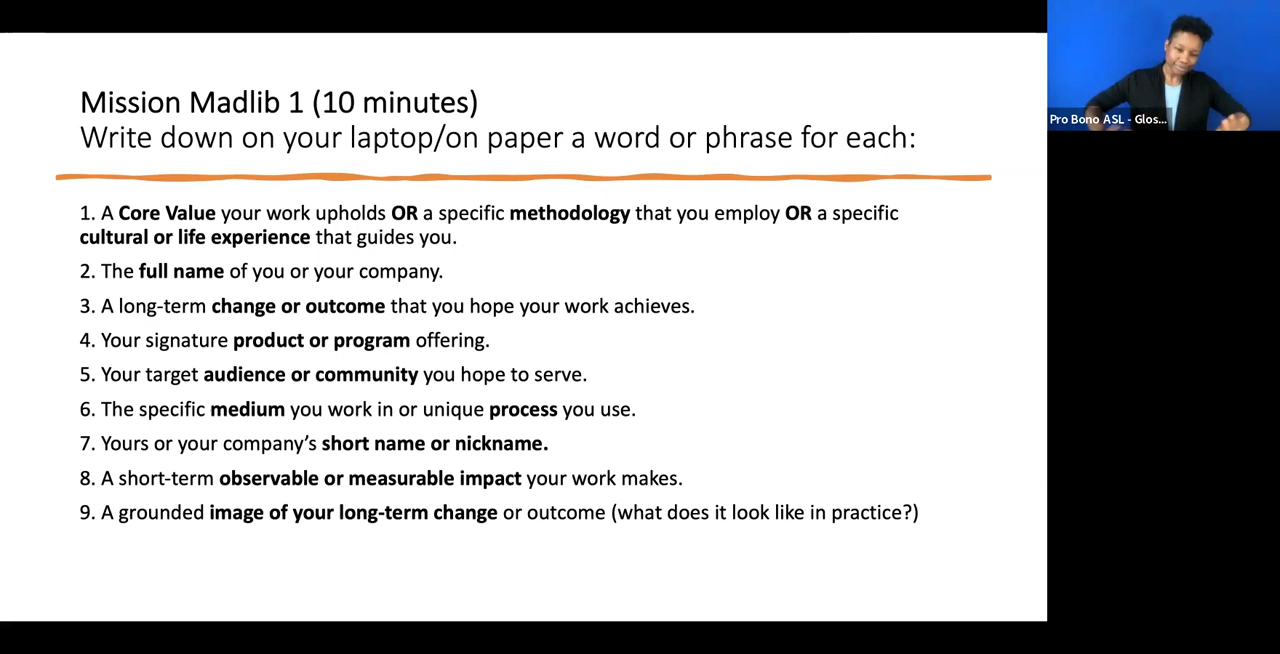 Mission Madlib 1 (10 minutes)
Write down on your laptop/on paper a word or phrase for each:
1. A Core Value your work upholds OR a specific methodology that you employ OR a specific
cultural or life experience that guides you.
2. The full name of you or your company.
3. A long-term change or outcome that you hope your work achieves.
4. Your signature product or program offering.
5. Your target audience or community you hope to serve.
6. The specific medium you work in or unique process you use.
7. Yours or your company’s short name or nickname.
8. A short-term observable or measurable impact your work makes.
9. A grounded image of your long-term change or outcome (what does it look like in practice?)
Pro Bono ASL - Glos...